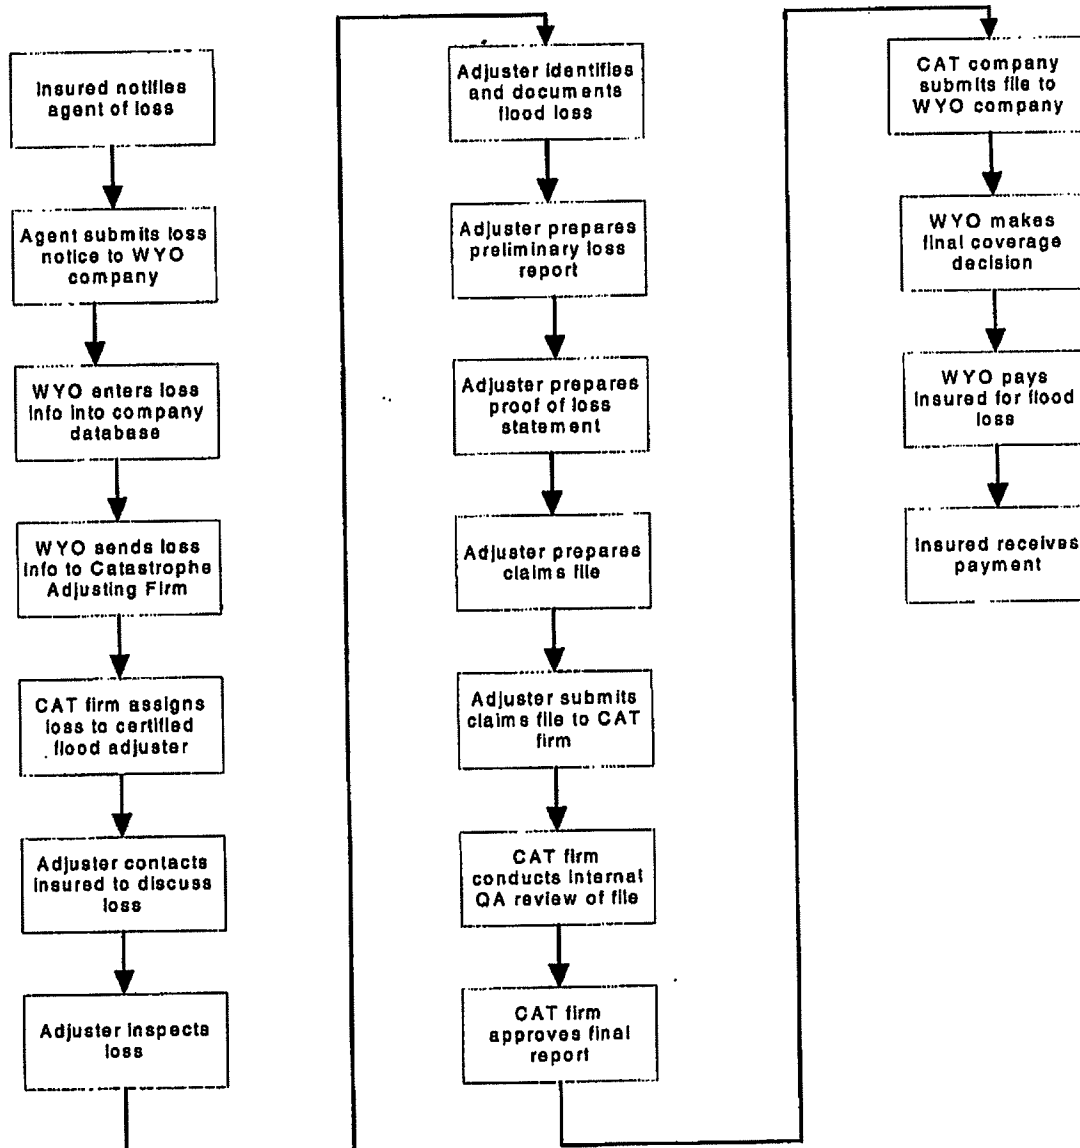 Insured notifies
agent of loss
Agent submits loss
notice to WYO
company
WYO enters loss
info into company
database
WYO sends loss
info to Catastrophe
Adjusting Firm
CAT firm assigns
loss to certified
flood adjuster
Adjuster contacts
insured to discuss
loss
Adjuster inspects
loss
Adjuster identifies
and documents
flood loss
Adjuster prepares
preliminary loss
report
Adjuster prepares
proof of loss
statement
Adjuster prepares
claims file
Adjuster submits
claims file to CAT
firm
CAT firm
conducts internal
QA review of file
CAT firm
approves final
report
CAT company
submits file to
WYO company
WYO makes
final coverage
decision
WYO pays
insured for flood
loss
Insured receives
payment